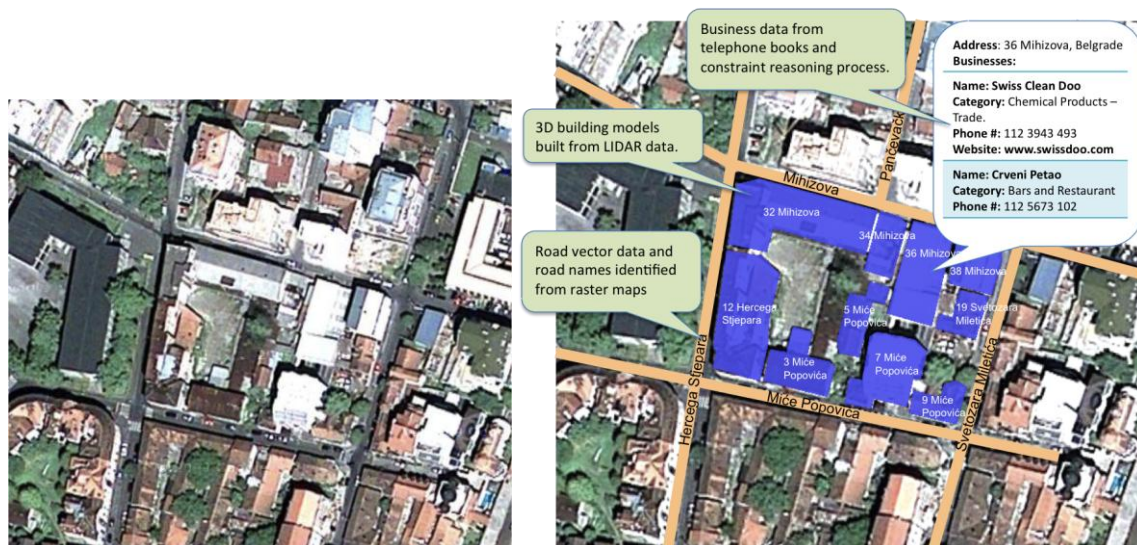 Business data from
telephone books and
constraint reasoning process.
Address: 36 Mihizova, Belgrade
Businesses:
Name: Swiss Clean Doo
Category: Chemical Products –
Trade.
Phone #: 112 3943 493
Website: www.swissdoo.com
Name: Crveni Petao
Category: Bars and Restaurant
Phone #: 112 5673 102
3D building models
built from LIDAR data.
Road vector data and
road names identified
from raster maps
Mihizova
Pančevačk
32 Mihizova
34 Mihizova
36 Mihizova
38 Mihizova
12 Hercega
Stjepara
5 Miće
Popovića
19 Svetozara
Miletića
3 Miće
Popovića
7 Miće
Popovića
9 Miće
Popovića
Hercega Stjepara
Miće Popovica
Svetozara Miletića